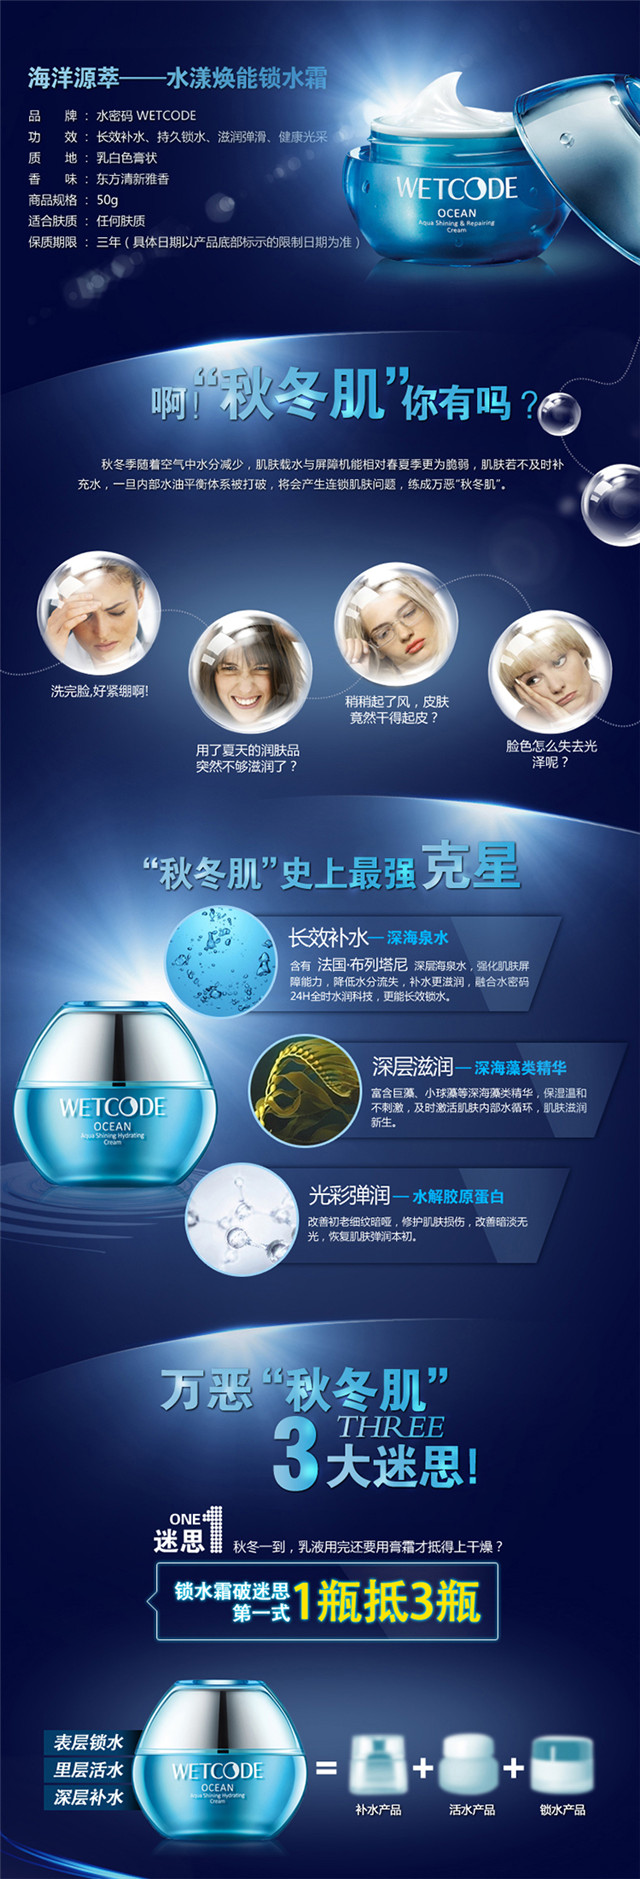 海洋源萃——水漾焕能锁水霜
品 牌 ： 水密码 WETCODE
功 效 ： 长效补水、持久锁水、滋润弹滑、健康光采
质 地 ： 乳白色膏状
香 味 ： 东方清新雅香
商品规格 ： 50g
适合肤质 ： 任何肤质
保质期限 ： 三年（具体日期以产品底部标示的限制日期为准）
WETCODE
OCEAN
Aqua Shining & Repairing
Cream
啊！“秋冬肌”你有吗？
秋冬季随着空气中水分减少，肌肤载水与屏障机能相对春夏季更为脆弱，肌肤若不及时补
充水，一旦内部水油平衡体系被打破，将会产生连锁肌肤问题，练成万恶“秋冬肌”。
洗完脸,好紧绷啊!
用了夏天的润肤品
突然不够滋润了？
稍稍起了风，皮肤
竟然干得起皮？
脸色怎么失去光
泽呢？
“秋冬肌”史上最强克星
长效补水—深海泉水
含有 法国·布列塔尼 深层海泉水，强化肌肤屏
障能力，降低水分流失，补水更滋润，融合水密码
24H全时水润科技，更能长效锁水。
深层滋润—深海藻类精华
富含巨藻、小球藻等深海藻类精华，保湿温和
不刺激，及时激活肌肤内部水循环，肌肤滋润
新生。
WETCODE
OCEAN
Aqua Shining Hydrating
Cream
光彩弹润—水解胶原蛋白
改善初老细纹暗哑，修护肌肤损伤，改善暗淡无
光，恢复肌肤弹润本初。
万恶“秋冬肌”
THREE
3大迷思!
ONE
迷思1
秋冬一到，乳液用完还要用膏霜才抵得上干燥？
锁水霜破迷思
第一式
1瓶抵3瓶
表层锁水
里层活水
深层补水
WETCODE
OCEAN
Aqua Shining Hydrating
Cream
=
+
+
补水产品
活水产品
锁水产品